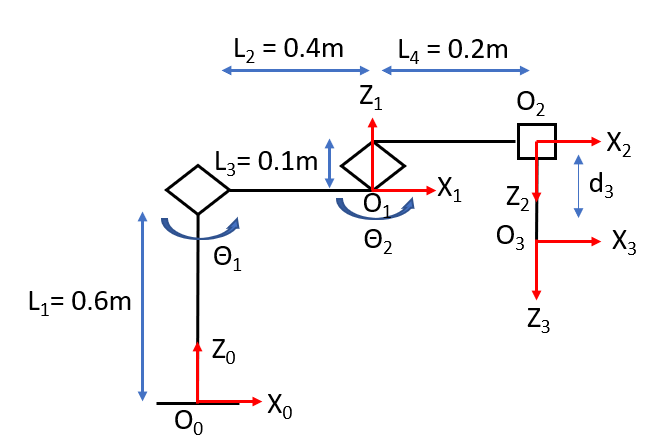 L₂ = 0.4m
L₄ = 0.2m
Z₁
O₂
X₂
L₃= 0.1m
X₁
Z₂
d₃
O₁
Θ₂
O₃
X₃
Θ₁
L₁= 0.6m
Z₃
Z₀
X₀
O₀